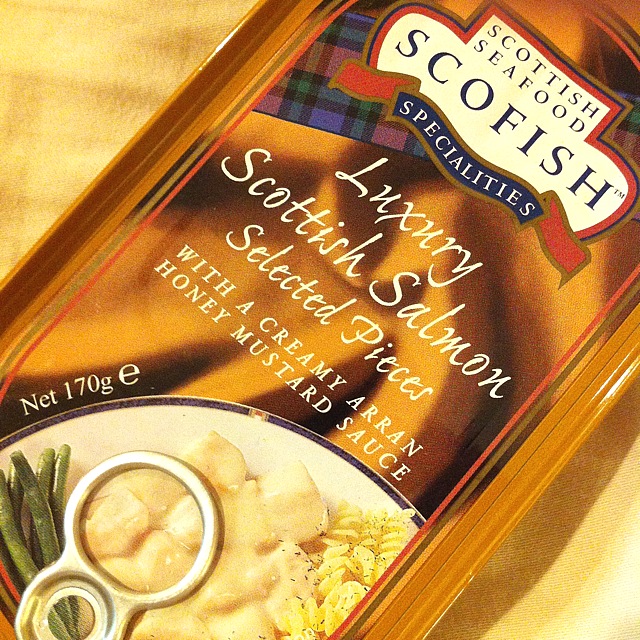 SCOTTISH
SEAFOOD
SCOFISH™
SPECIALITIES
Luxury
Scottish Salmon
Selected Pieces
WITH A CREAMY ARRAN
HONEY MUSTARD SAUCE
Net 170g e